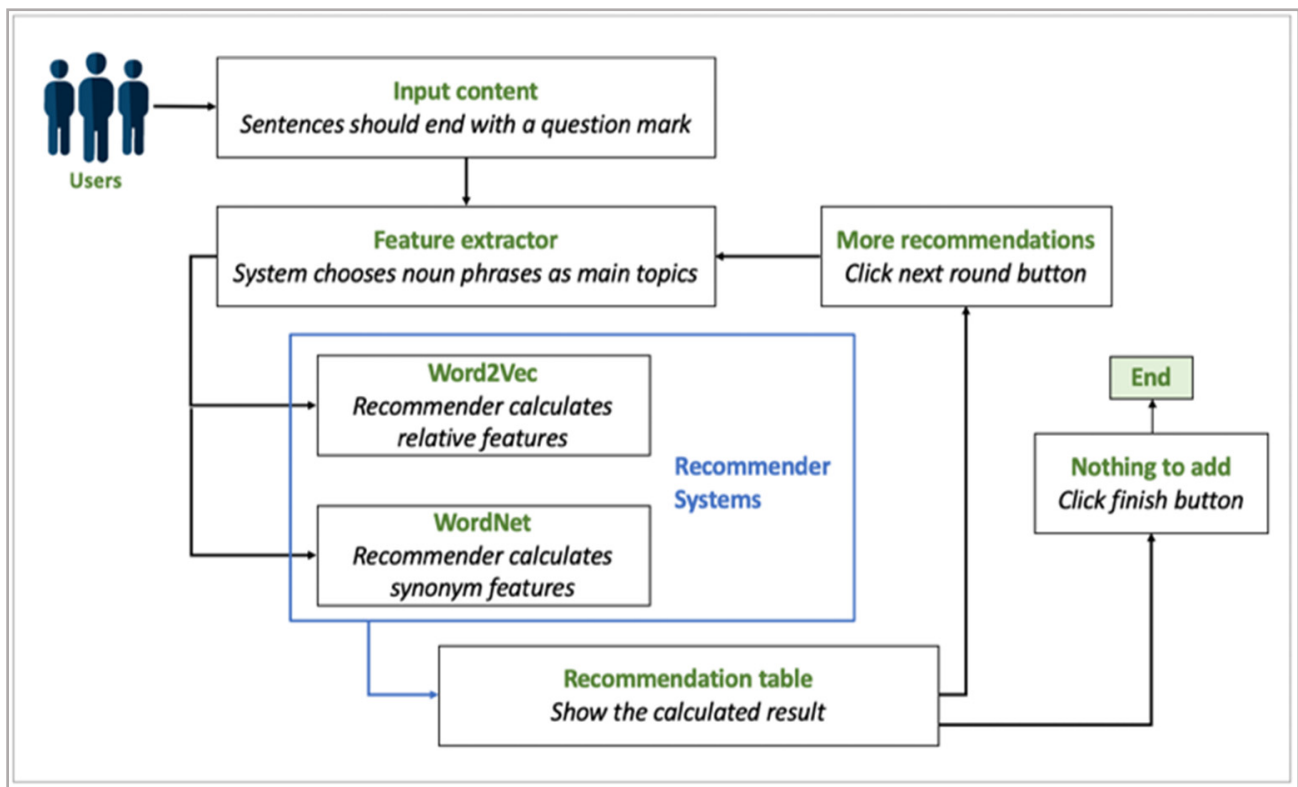 Users
Input content
Sentences should end with a question mark
Feature extractor
System chooses noun phrases as main topics
More recommendations
Click next round button
Word2Vec
Recommender calculates
relative features
WordNet
Recommender calculates
synonym features
Recommender
Systems
End
Nothing to add
Click finish button
Recommendation table
Show the calculated result